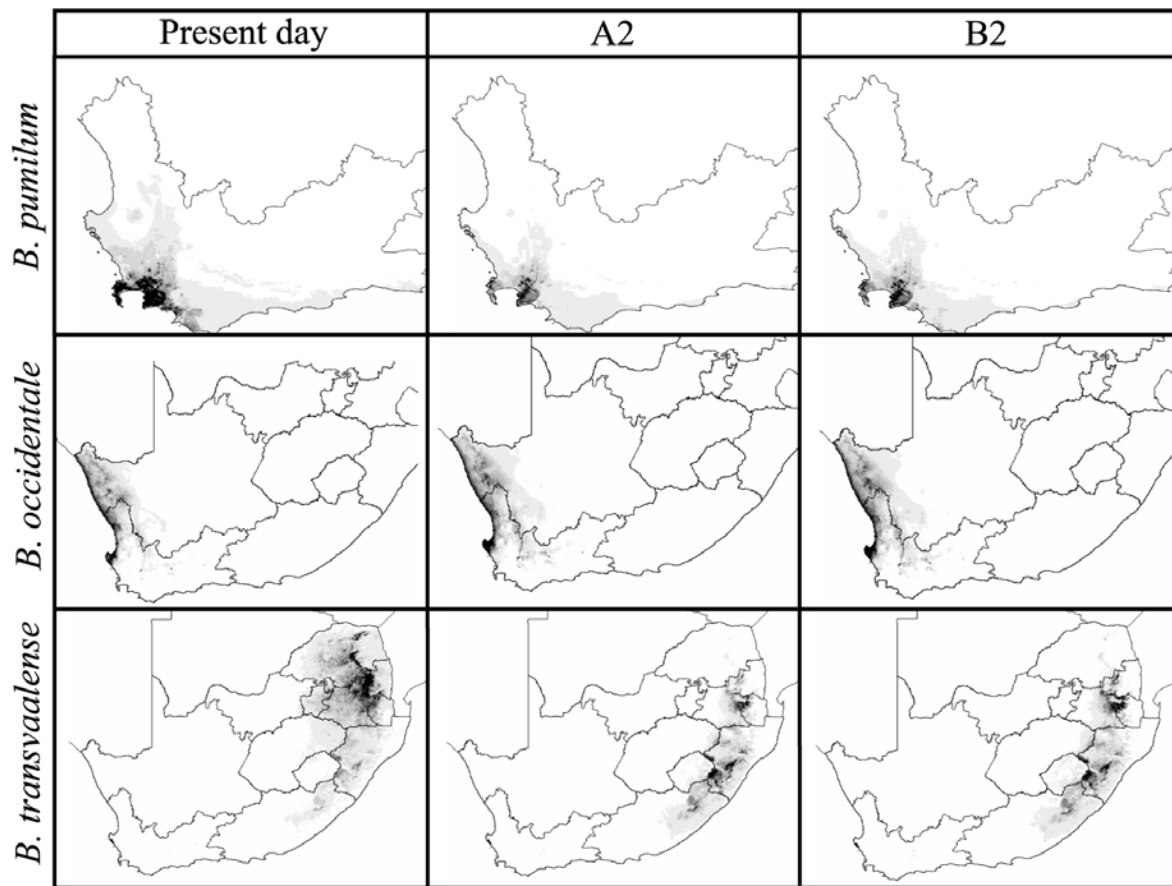 Present day
A2
B2
B. pumilum
B. occidentale
B. transvaalense